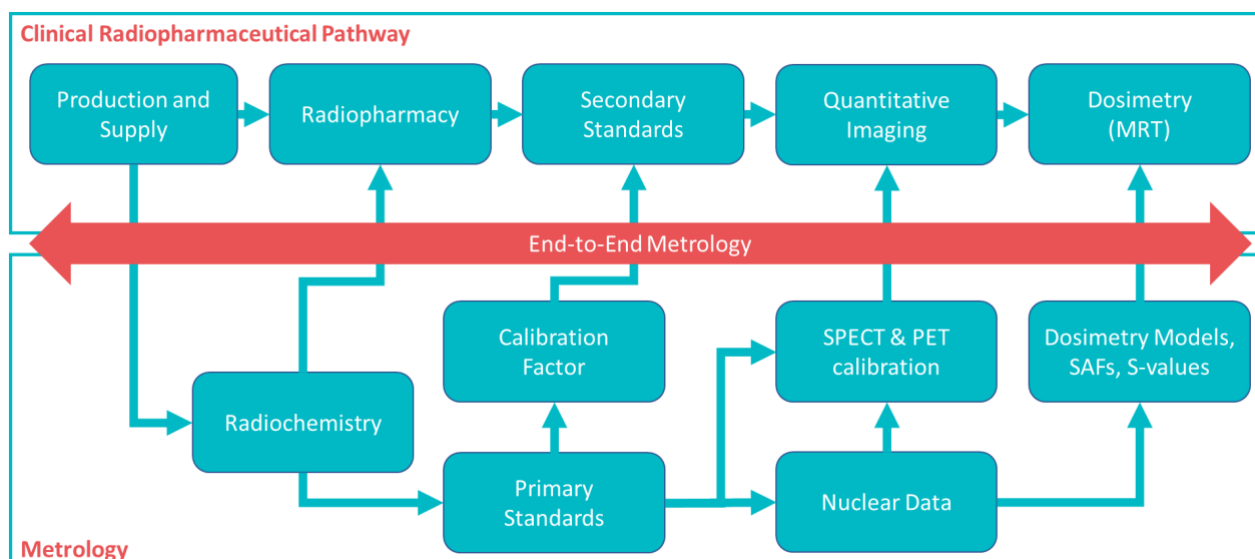 Clinical Radiopharmaceutical Pathway
Production and
Supply
Radiopharmacy
Secondary
Standards
Quantitative
Imaging
Dosimetry
(MRT)
End-to-End Metrology
Calibration
Factor
SPECT & PET
calibration
Dosimetry Models,
SAFs, S-values
Radiochemistry
Primary
Standards
Nuclear Data
Metrology